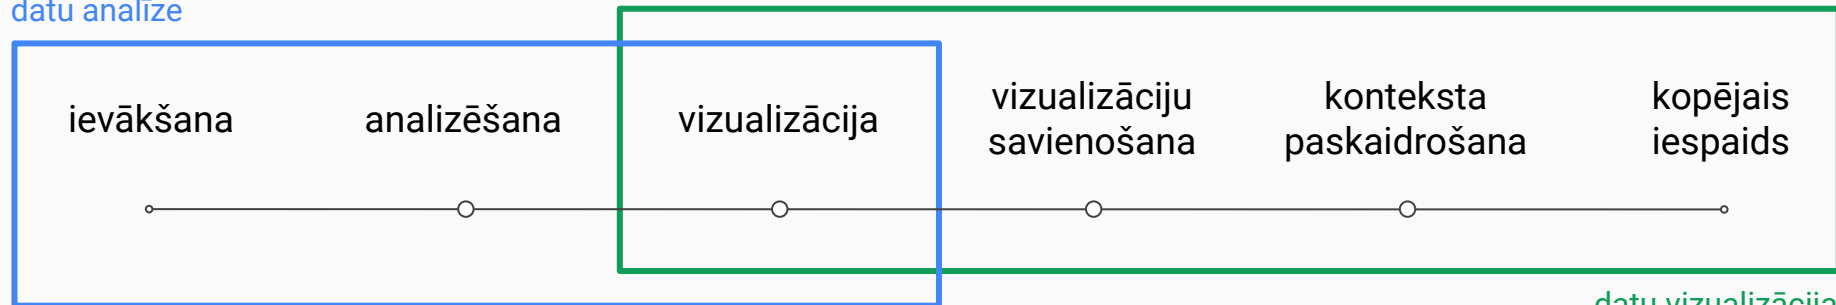 datu analīze
ievākšana
analizēšana
vizualizācija
vizualizāciju
savienošana
konteksta
paskaidrošana
kopējais
iespaids
datu vizualizācija